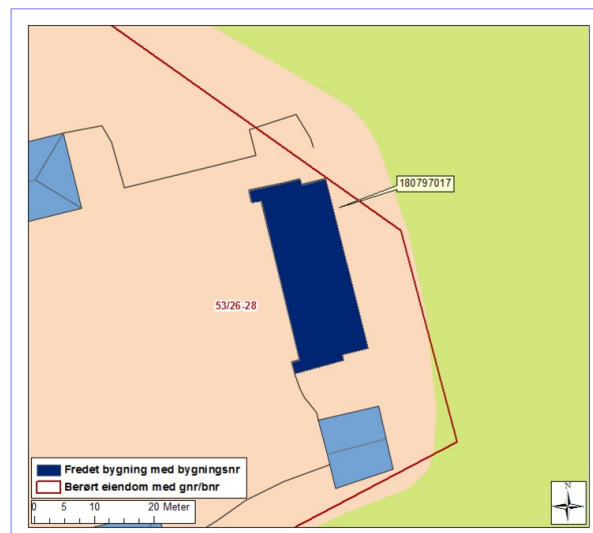 180797017
53/26-28
Fredet bygning med bygningsnr
Berørt eiendom med gnr/bnr
0 5 10 20 Meter
N